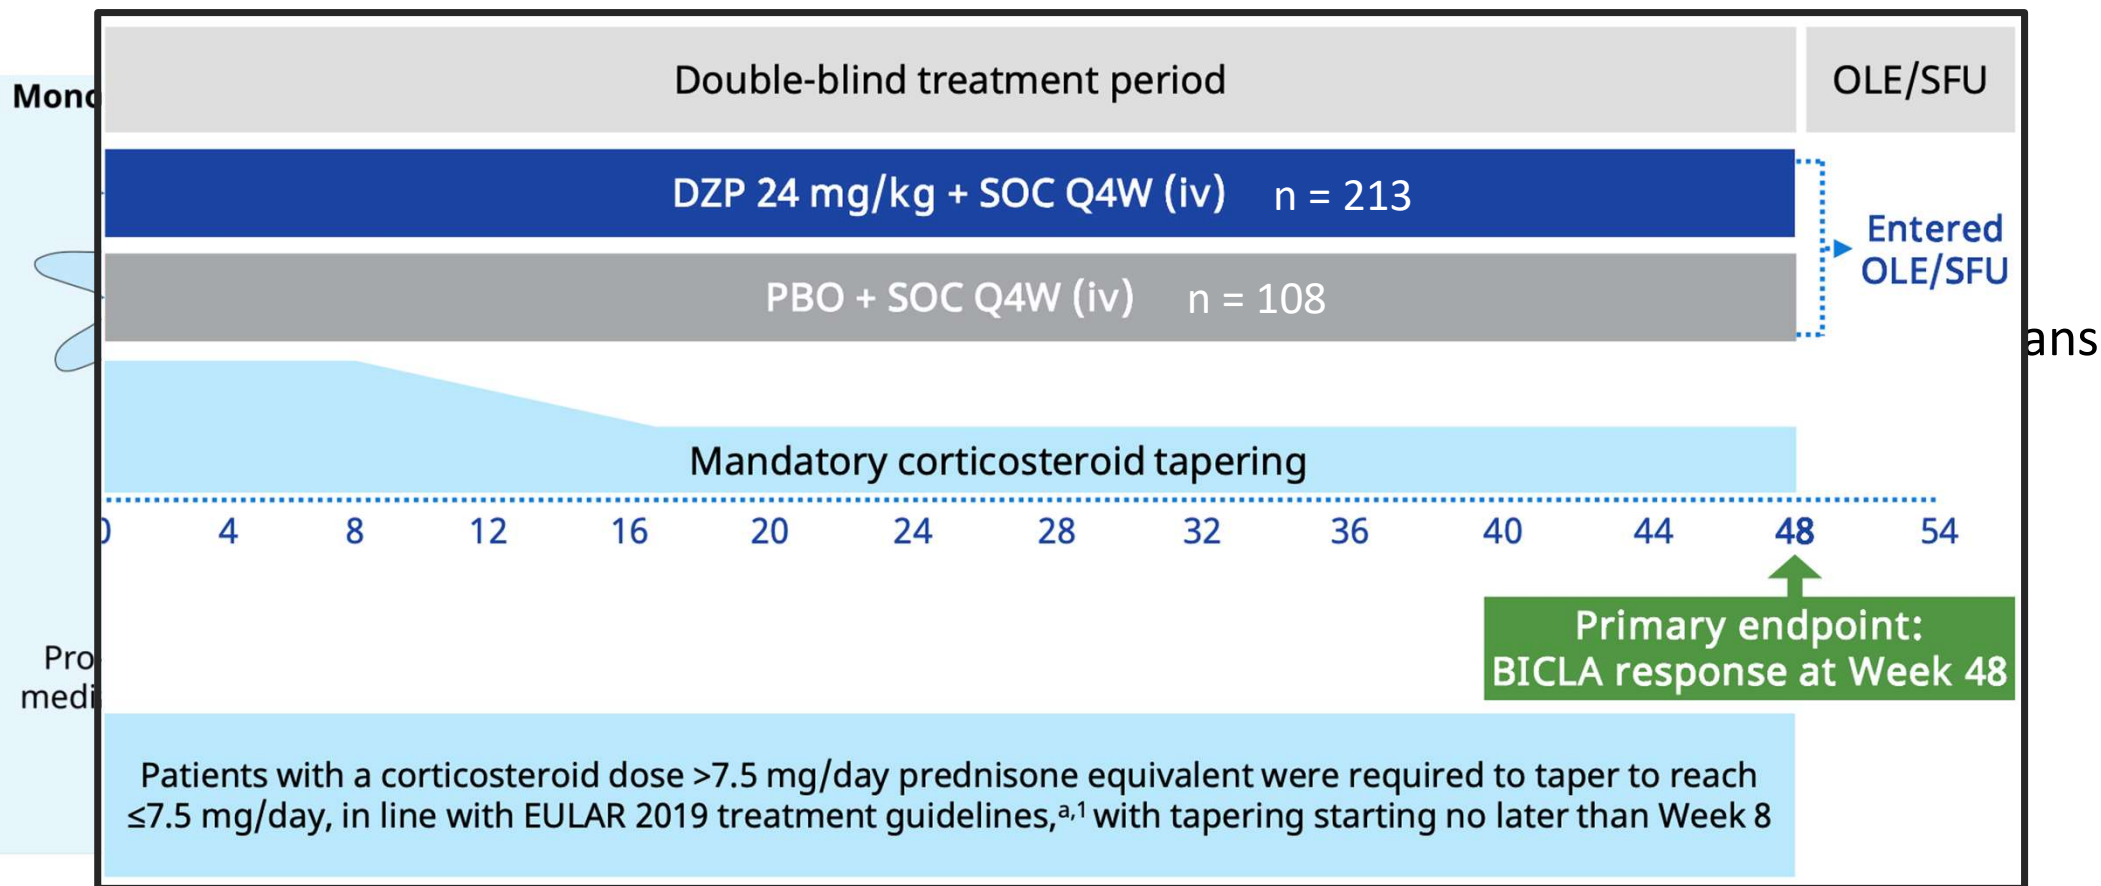 Double-blind treatment period
OLE/SFU
Mono
DZP 24 mg/kg + SOC Q4W (iv) n = 213
Entered
OLE/SFU
PBO + SOC Q4W (iv) n = 108
ans
Mandatory corticosteroid tapering
0 4 8 12 16 20 24 28 32 36 40 44 48 54
Primary endpoint:
BICLA response at Week 48
Pro
medi
Patients with a corticosteroid dose >7.5 mg/day prednisone equivalent were required to taper to reach
≤7.5 mg/day, in line with EULAR 2019 treatment guidelines,ᵃ,¹ with tapering starting no later than Week 8